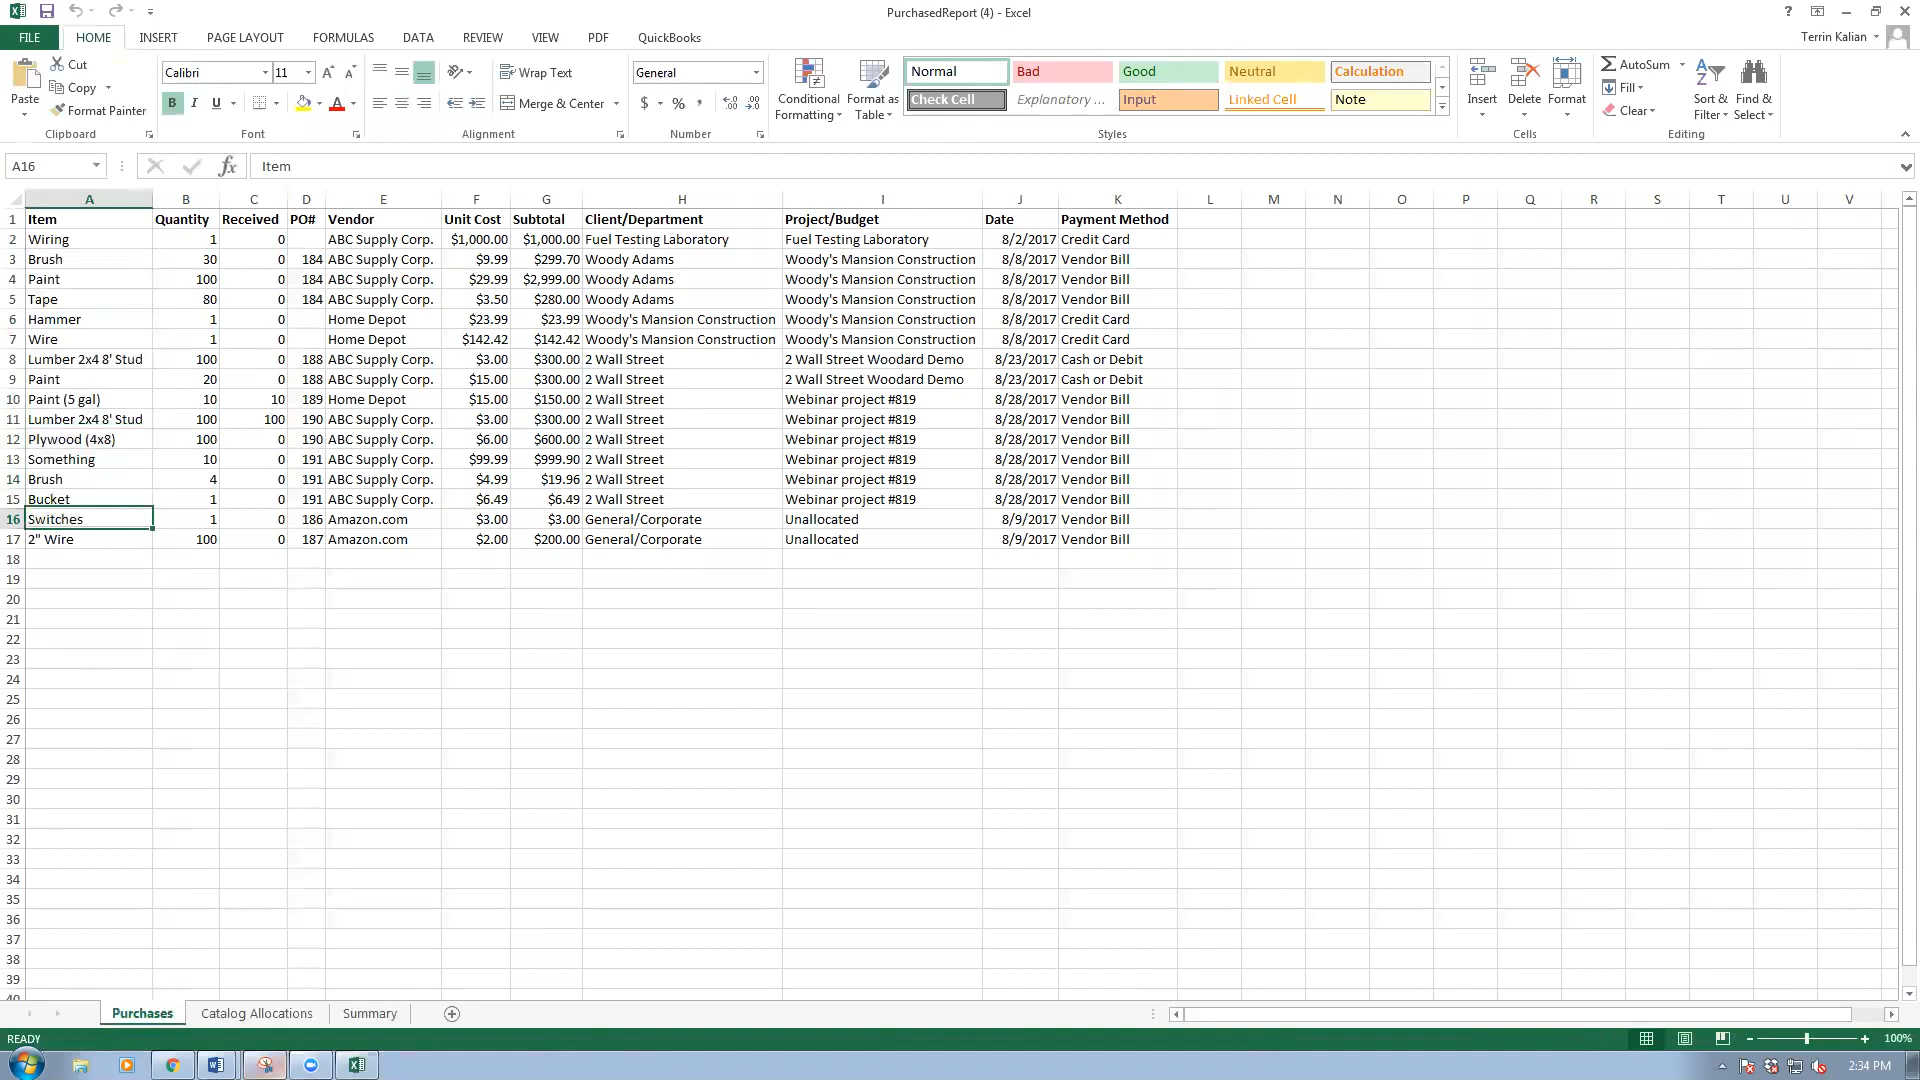 PurchasedReport (4) - Excel
?
FILE HOME INSERT PAGE LAYOUT FORMULAS DATA REVIEW VIEW PDF QuickBooks Terrin Kalian
Paste Cut Copy Format Painter Clipboard
Calibri 11 B I U A Font
Wrap Text Merge & Center Alignment
General $ % , Number
Conditional Formatting Format as Table
Normal Bad Good Neutral Calculation
Check Cell Explanatory ... Input Linked Cell Note
Styles
Insert Delete Format Cells
AutoSum Fill Clear Sort & Filter Find & Select Editing
A16 fx Item
A B C D E F G H I J K L M N O P Q R S T U V
1 Item Quantity Received PO# Vendor Unit Cost Subtotal Client/Department Project/Budget Date Payment Method
2 Wiring 1 0 ABC Supply Corp. $1,000.00 $1,000.00 Fuel Testing Laboratory Fuel Testing Laboratory 8/2/2017 Credit Card
3 Brush 30 0 184 ABC Supply Corp. $9.99 $299.70 Woody Adams Woody's Mansion Construction 8/8/2017 Vendor Bill
4 Paint 100 0 184 ABC Supply Corp. $29.99 $2,999.00 Woody Adams Woody's Mansion Construction 8/8/2017 Vendor Bill
5 Tape 80 0 184 ABC Supply Corp. $3.50 $280.00 Woody Adams Woody's Mansion Construction 8/8/2017 Vendor Bill
6 Hammer 1 0 Home Depot $23.99 $23.99 Woody's Mansion Construction Woody's Mansion Construction 8/8/2017 Credit Card
7 Wire 1 0 Home Depot $142.42 $142.42 Woody's Mansion Construction Woody's Mansion Construction 8/8/2017 Credit Card
8 Lumber 2x4 8' Stud 100 0 188 ABC Supply Corp. $3.00 $300.00 2 Wall Street 2 Wall Street Woodard Demo 8/23/2017 Cash or Debit
9 Paint 20 0 188 ABC Supply Corp. $15.00 $300.00 2 Wall Street 2 Wall Street Woodard Demo 8/23/2017 Cash or Debit
10 Paint (5 gal) 10 10 189 Home Depot $15.00 $150.00 2 Wall Street Webinar project #819 8/28/2017 Vendor Bill
11 Lumber 2x4 8' Stud 100 100 190 ABC Supply Corp. $3.00 $300.00 2 Wall Street Webinar project #819 8/28/2017 Vendor Bill
12 Plywood (4x8) 100 0 190 ABC Supply Corp. $6.00 $600.00 2 Wall Street Webinar project #819 8/28/2017 Vendor Bill
13 Something 10 0 191 ABC Supply Corp. $99.99 $999.90 2 Wall Street Webinar project #819 8/28/2017 Vendor Bill
14 Brush 4 0 191 ABC Supply Corp. $4.99 $19.96 2 Wall Street Webinar project #819 8/28/2017 Vendor Bill
15 Bucket 1 0 191 ABC Supply Corp. $6.49 $6.49 2 Wall Street Webinar project #819 8/28/2017 Vendor Bill
16 Switches 1 0 186 Amazon.com $3.00 $3.00 General/Corporate Unallocated 8/9/2017 Vendor Bill
17 2" Wire 100 0 187 Amazon.com $2.00 $200.00 General/Corporate Unallocated 8/9/2017 Vendor Bill
18
19
20
21
22
23
24
25
26
27
28
29
30
31
32
33
34
35
36
37
38
39
40
Purchases Catalog Allocations Summary
READY 100%
2:34 PM